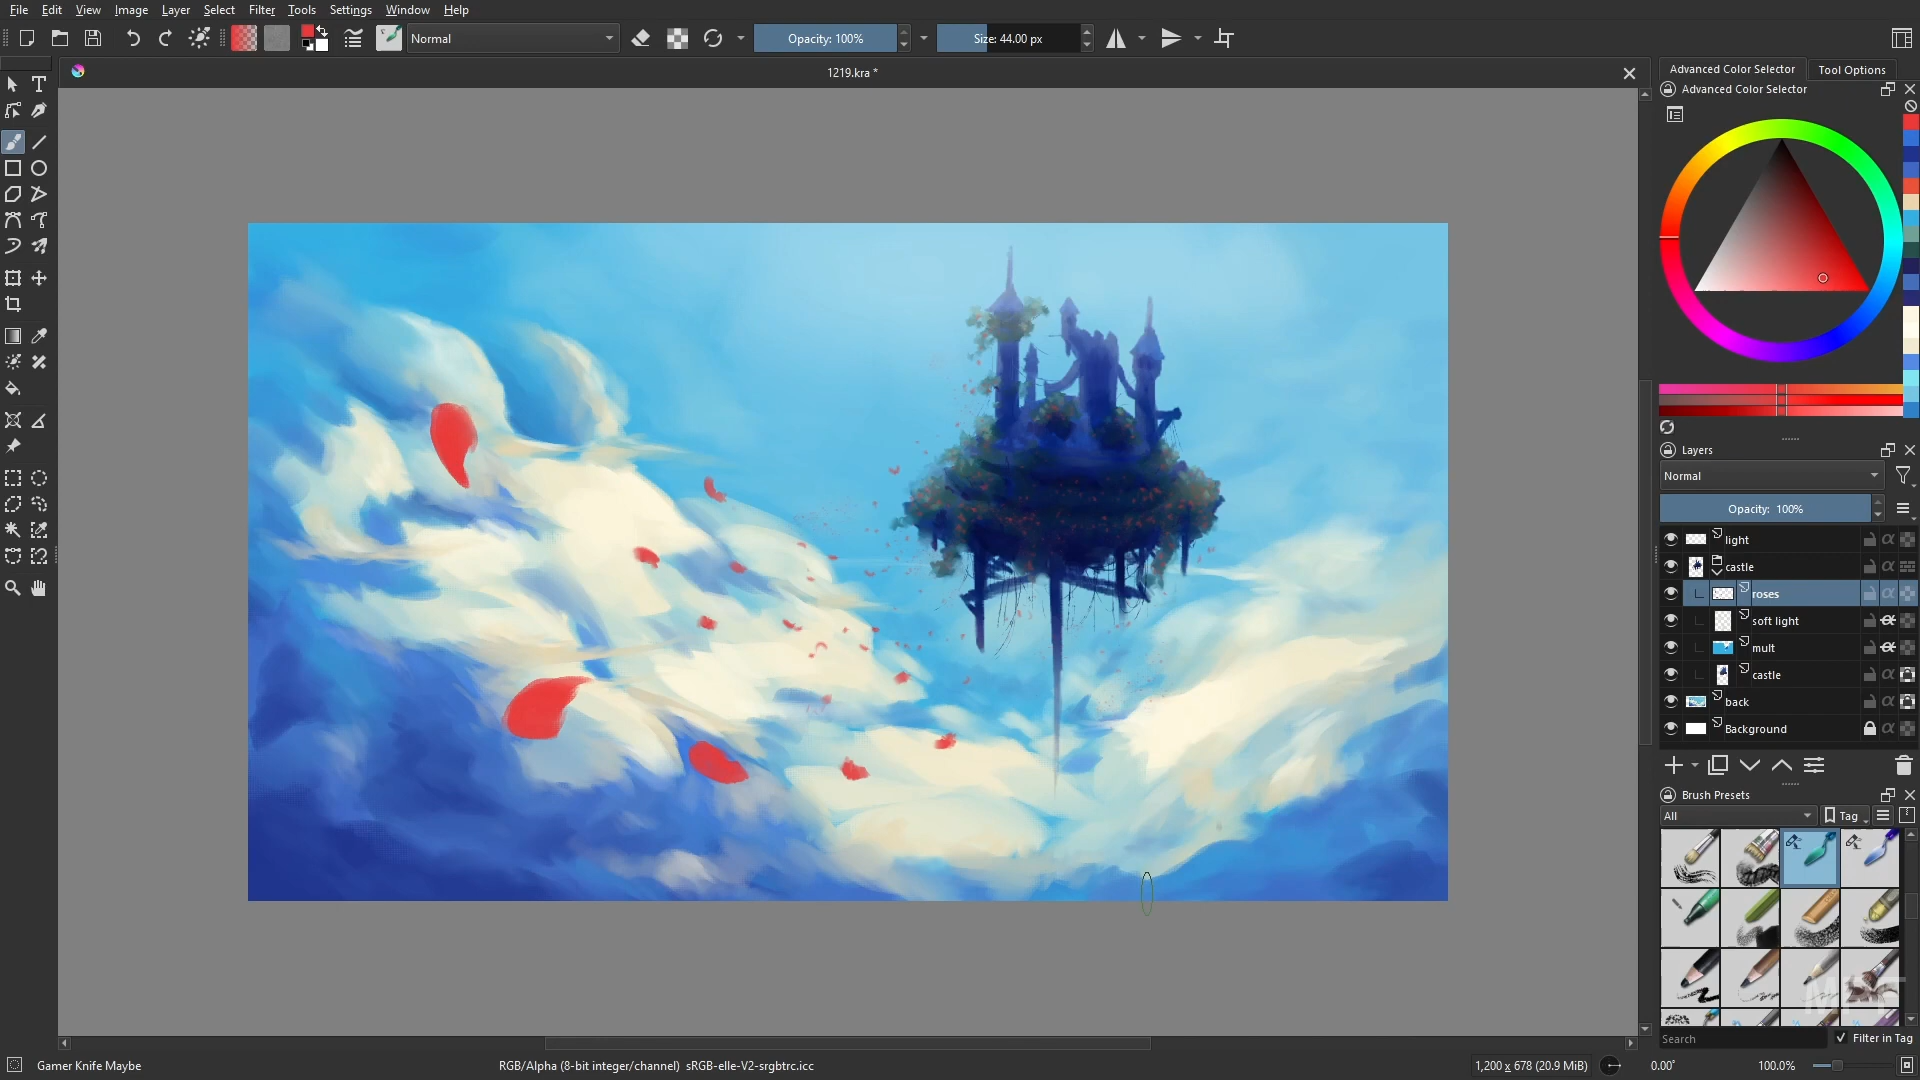 File Edit View Image Layer Select Filter Tools Settings Window Help
Normal
Opacity: 100%
Size: 44.00 px
1219.kra *
Advanced Color Selector
Tool Options
Advanced Color Selector
Layers
Normal
Opacity: 100%
light
castle
roses
soft light
mult
castle
back
Background
Brush Presets
All
Tag
Search
Filter in Tag
Gamer Knife Maybe
RGB/Alpha (8-bit integer/channel) sRGB-elle-V2-srgbtrc.icc
1,200 x 678 (20.9 MiB)
0.00°
100.0%